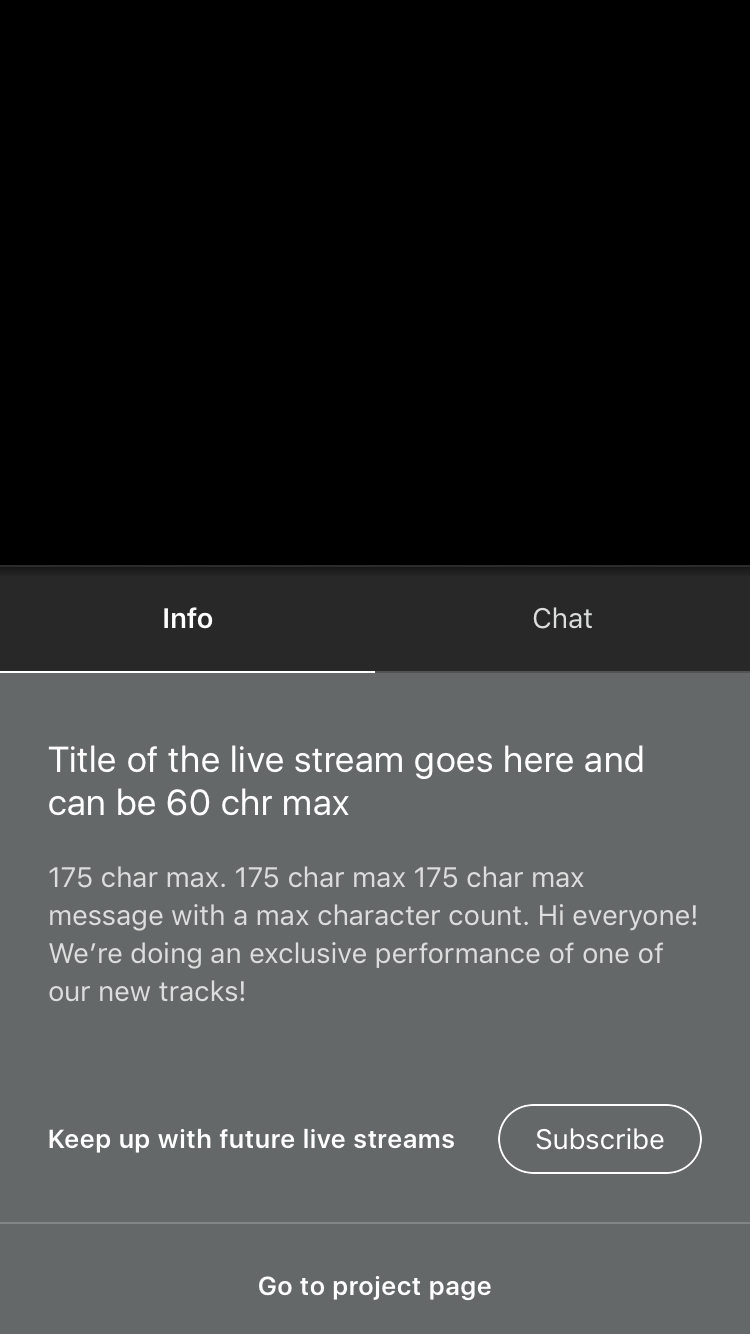 Info
Chat
Title of the live stream goes here and
can be 60 chr max
175 char max. 175 char max 175 char max
message with a max character count. Hi everyone!
We’re doing an exclusive performance of one of
our new tracks!
Keep up with future live streams
Subscribe
Go to project page